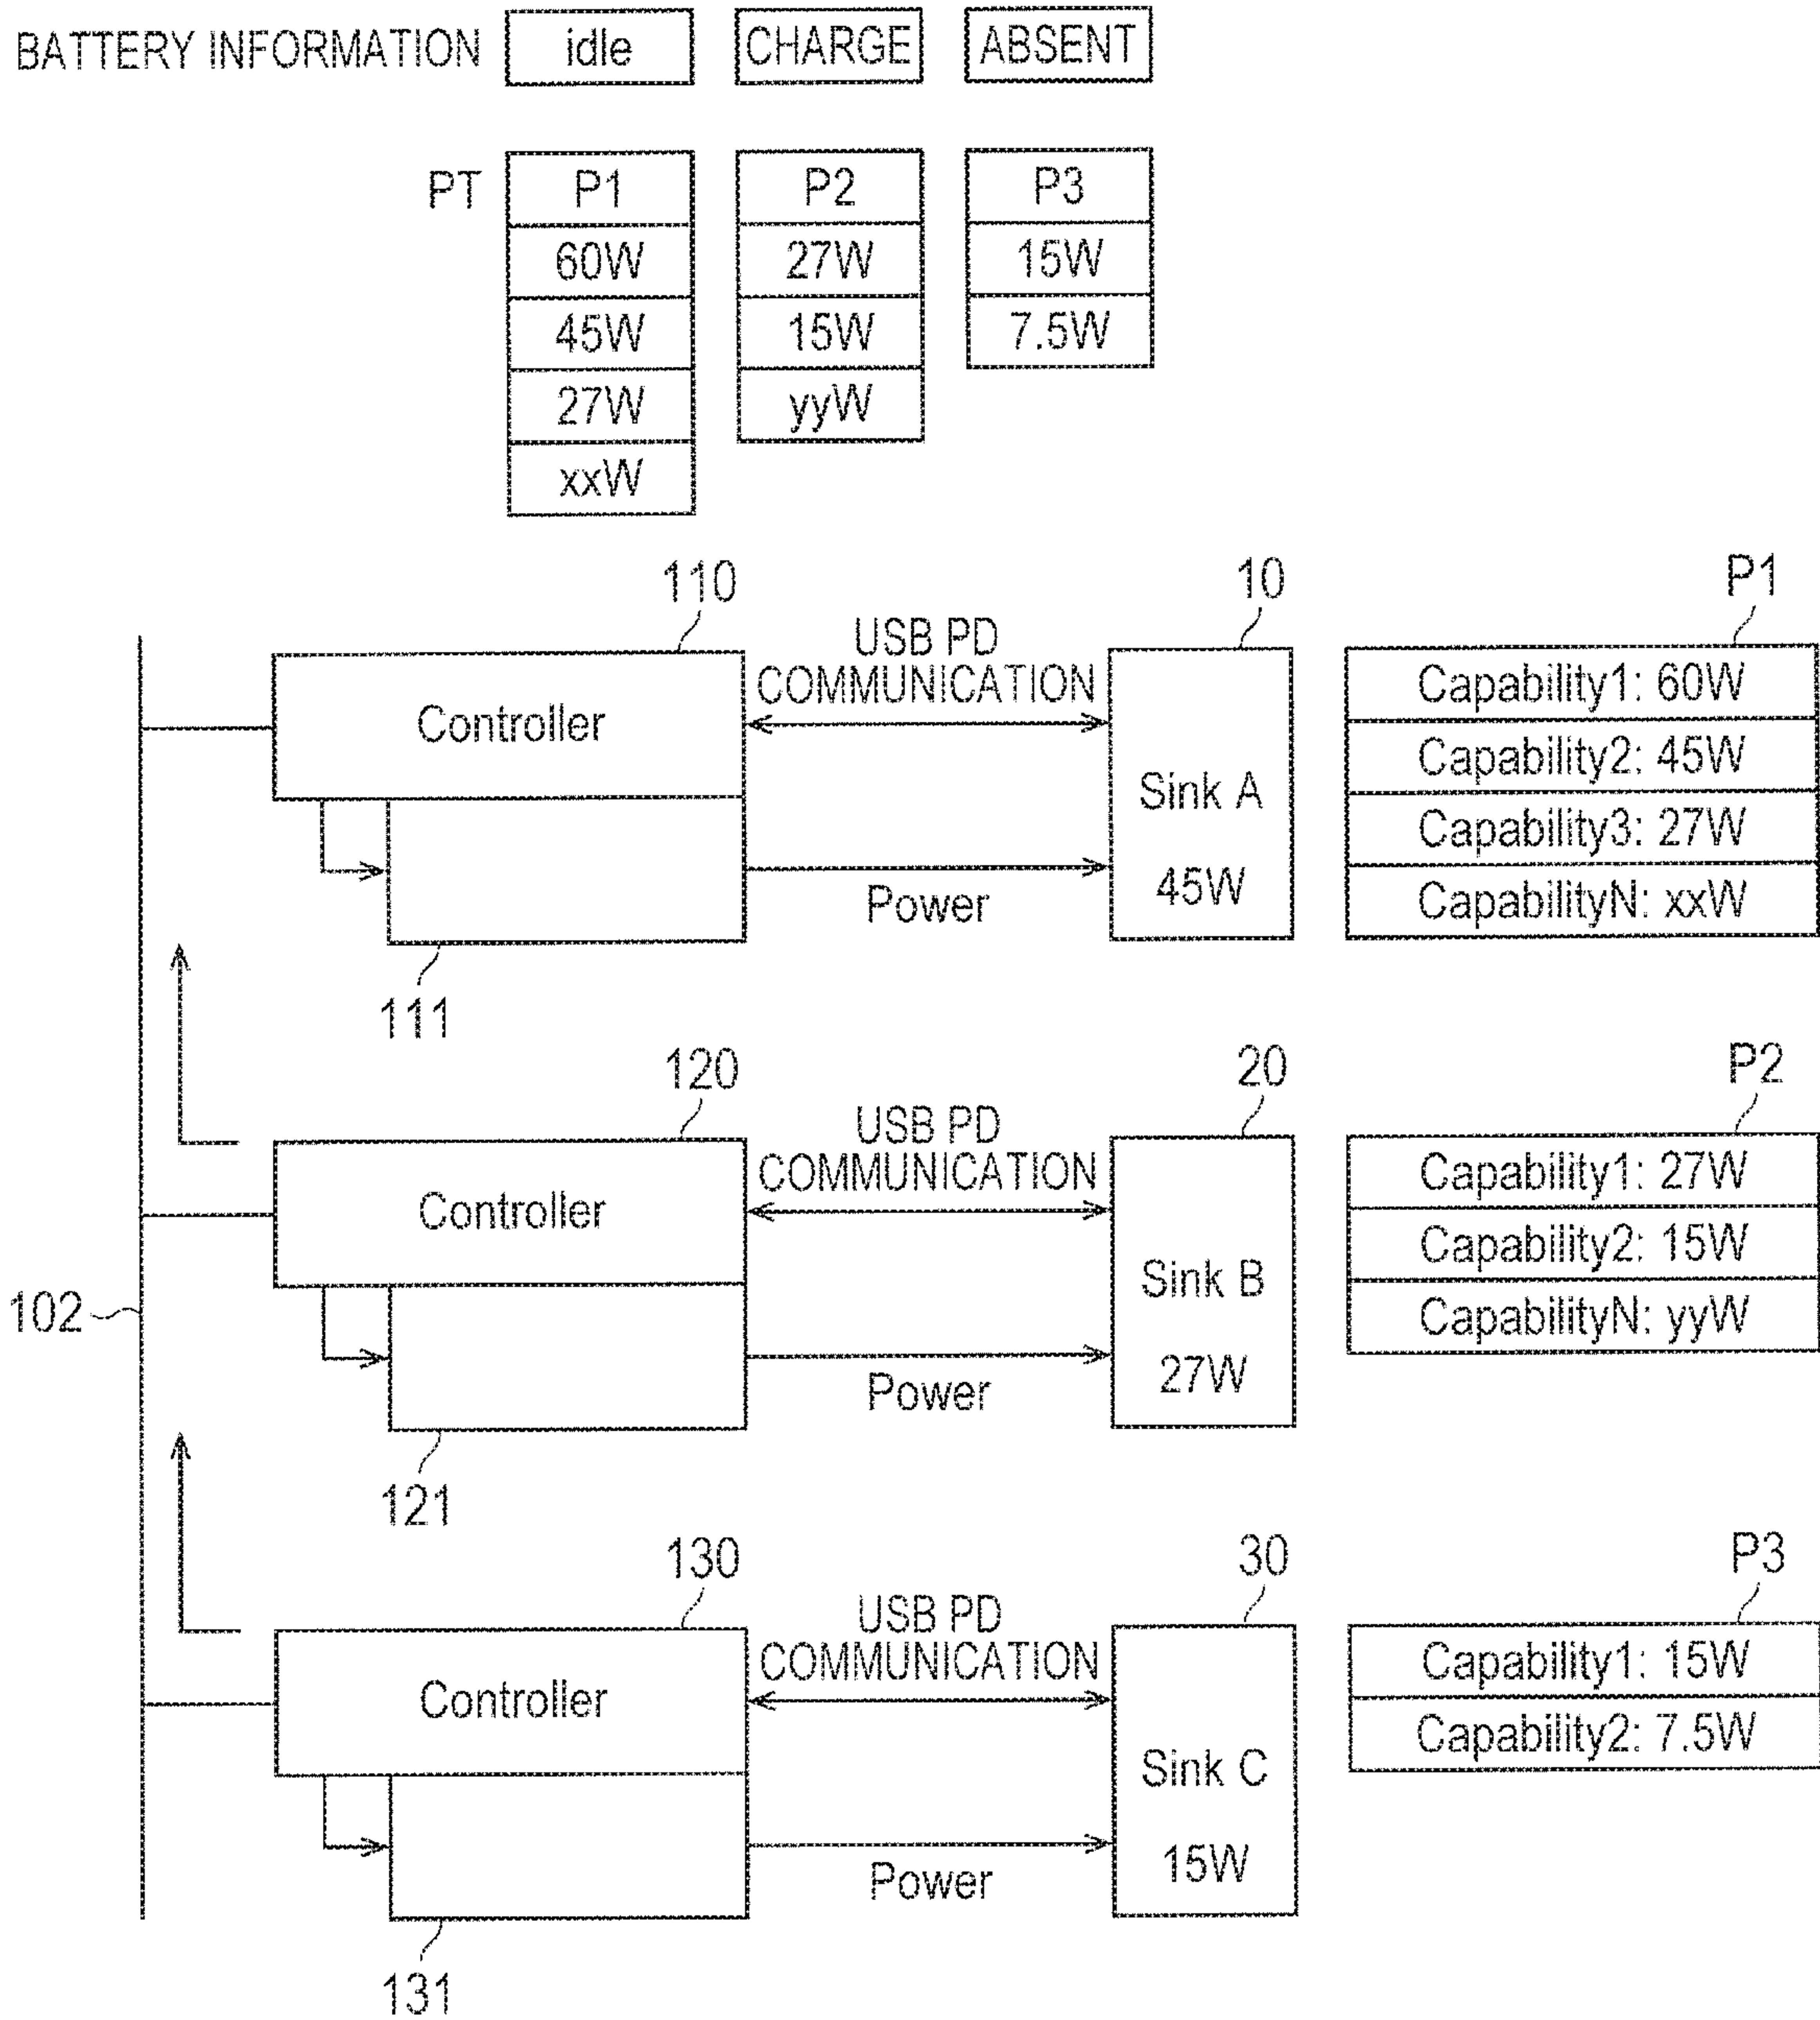 BATTERY INFORMATION idle CHARGE ABSENT
PT P1 P2 P3
60W 27W 15W
45W 15W 7.5W
27W yyW
xxW
110 10 P1
USB PD
COMMUNICATION
Controller
Sink A
45W
Power
111
Capability1: 60W
Capability2: 45W
Capability3: 27W
CapabilityN: xxW
120 20 P2
USB PD
COMMUNICATION
Controller
Sink B
27W
Power
121
Capability1: 27W
Capability2: 15W
CapabilityN: yyW
102
130 30 P3
USB PD
COMMUNICATION
Controller
Sink C
15W
Power
131
Capability1: 15W
Capability2: 7.5W